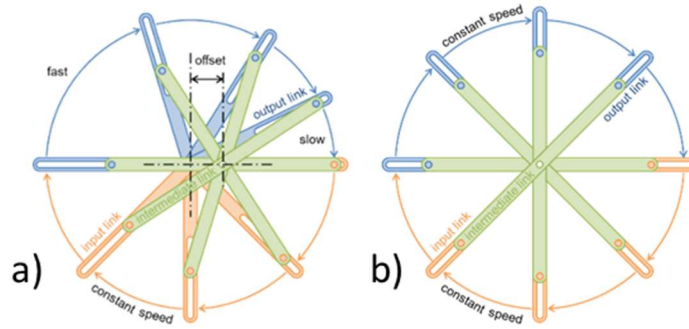 fast
offset
output link
slow
input link
intermediate link
constant speed
a)
constant speed
output link
input link
intermediate link
constant speed
b)